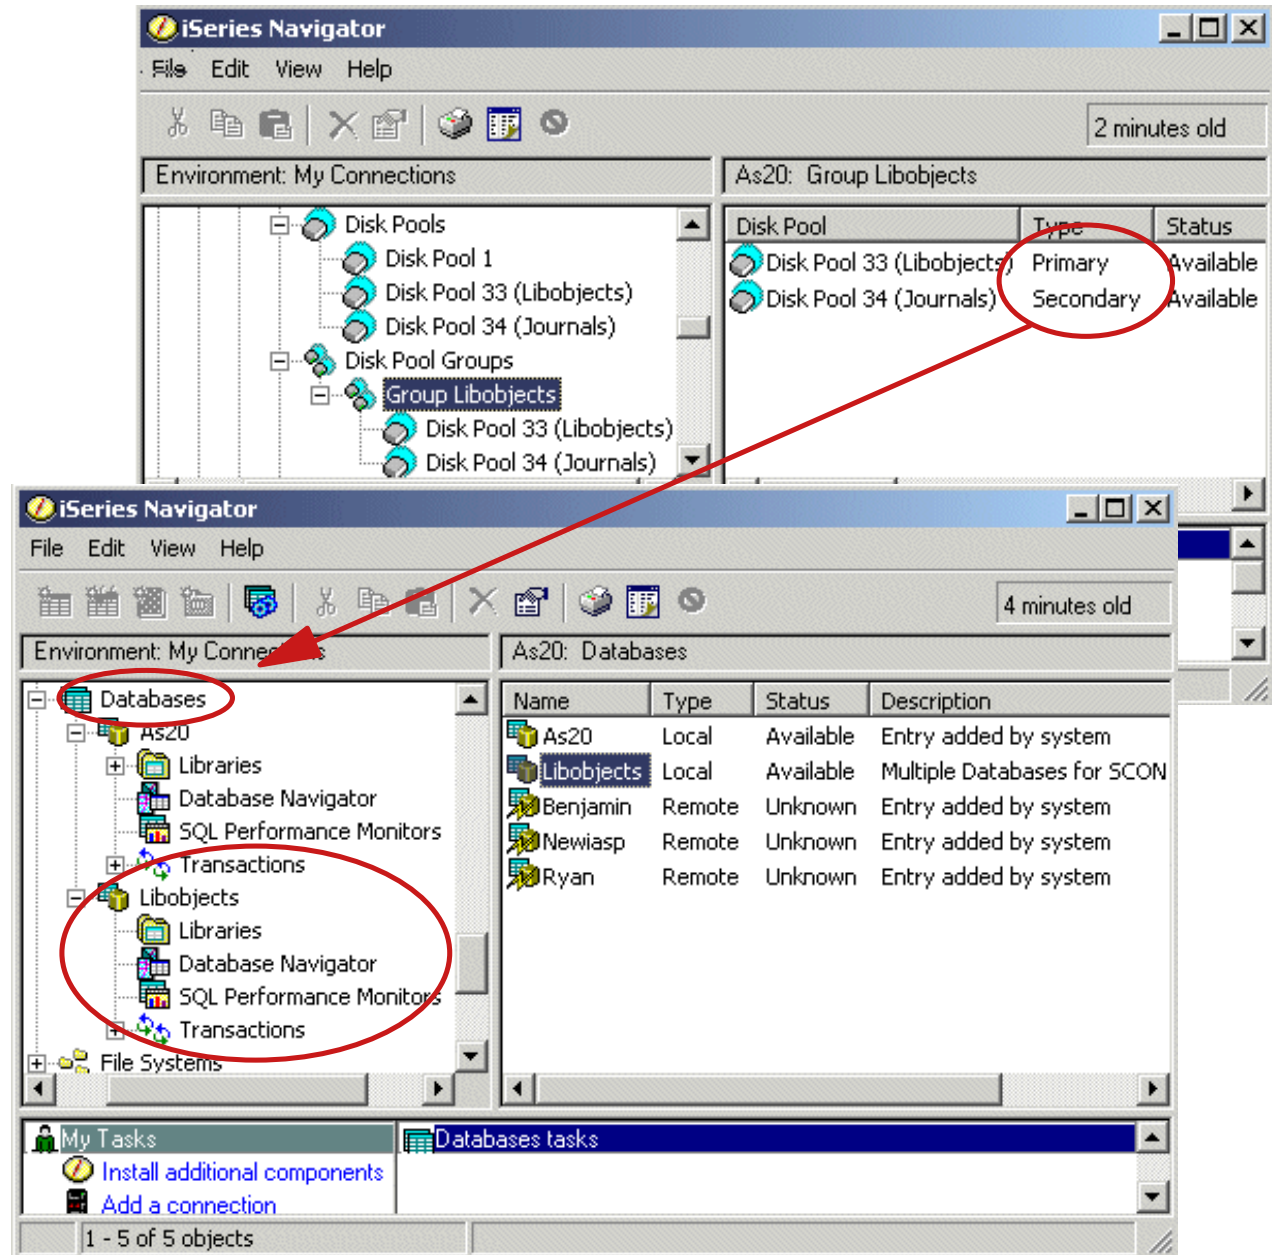 iSeries Navigator
File Edit View Help
2 minutes old
Environment: My Connections
As20: Group Libobjects
Disk Pools
Disk Pool 1
Disk Pool 33 (Libobjects)
Disk Pool 34 (Journals)
Disk Pool Groups
Group Libobjects
Disk Pool 33 (Libobjects)
Disk Pool 34 (Journals)
Disk Pool Type Status
Disk Pool 33 (Libobjects) Primary Available
Disk Pool 34 (Journals) Secondary Available
iSeries Navigator
File Edit View Help
4 minutes old
Environment: My Connections
As20: Databases
Databases
As20
Libraries
Database Navigator
SQL Performance Monitors
Transactions
Libobjects
Libraries
Database Navigator
SQL Performance Monitors
Transactions
File Systems
Name Type Status Description
As20 Local Available Entry added by system
Libobjects Local Available Multiple Databases for SCON
Benjamin Remote Unknown Entry added by system
Newiasp Remote Unknown Entry added by system
Ryan Remote Unknown Entry added by system
My Tasks
Install additional components
Add a connection
Databases tasks
1 - 5 of 5 objects